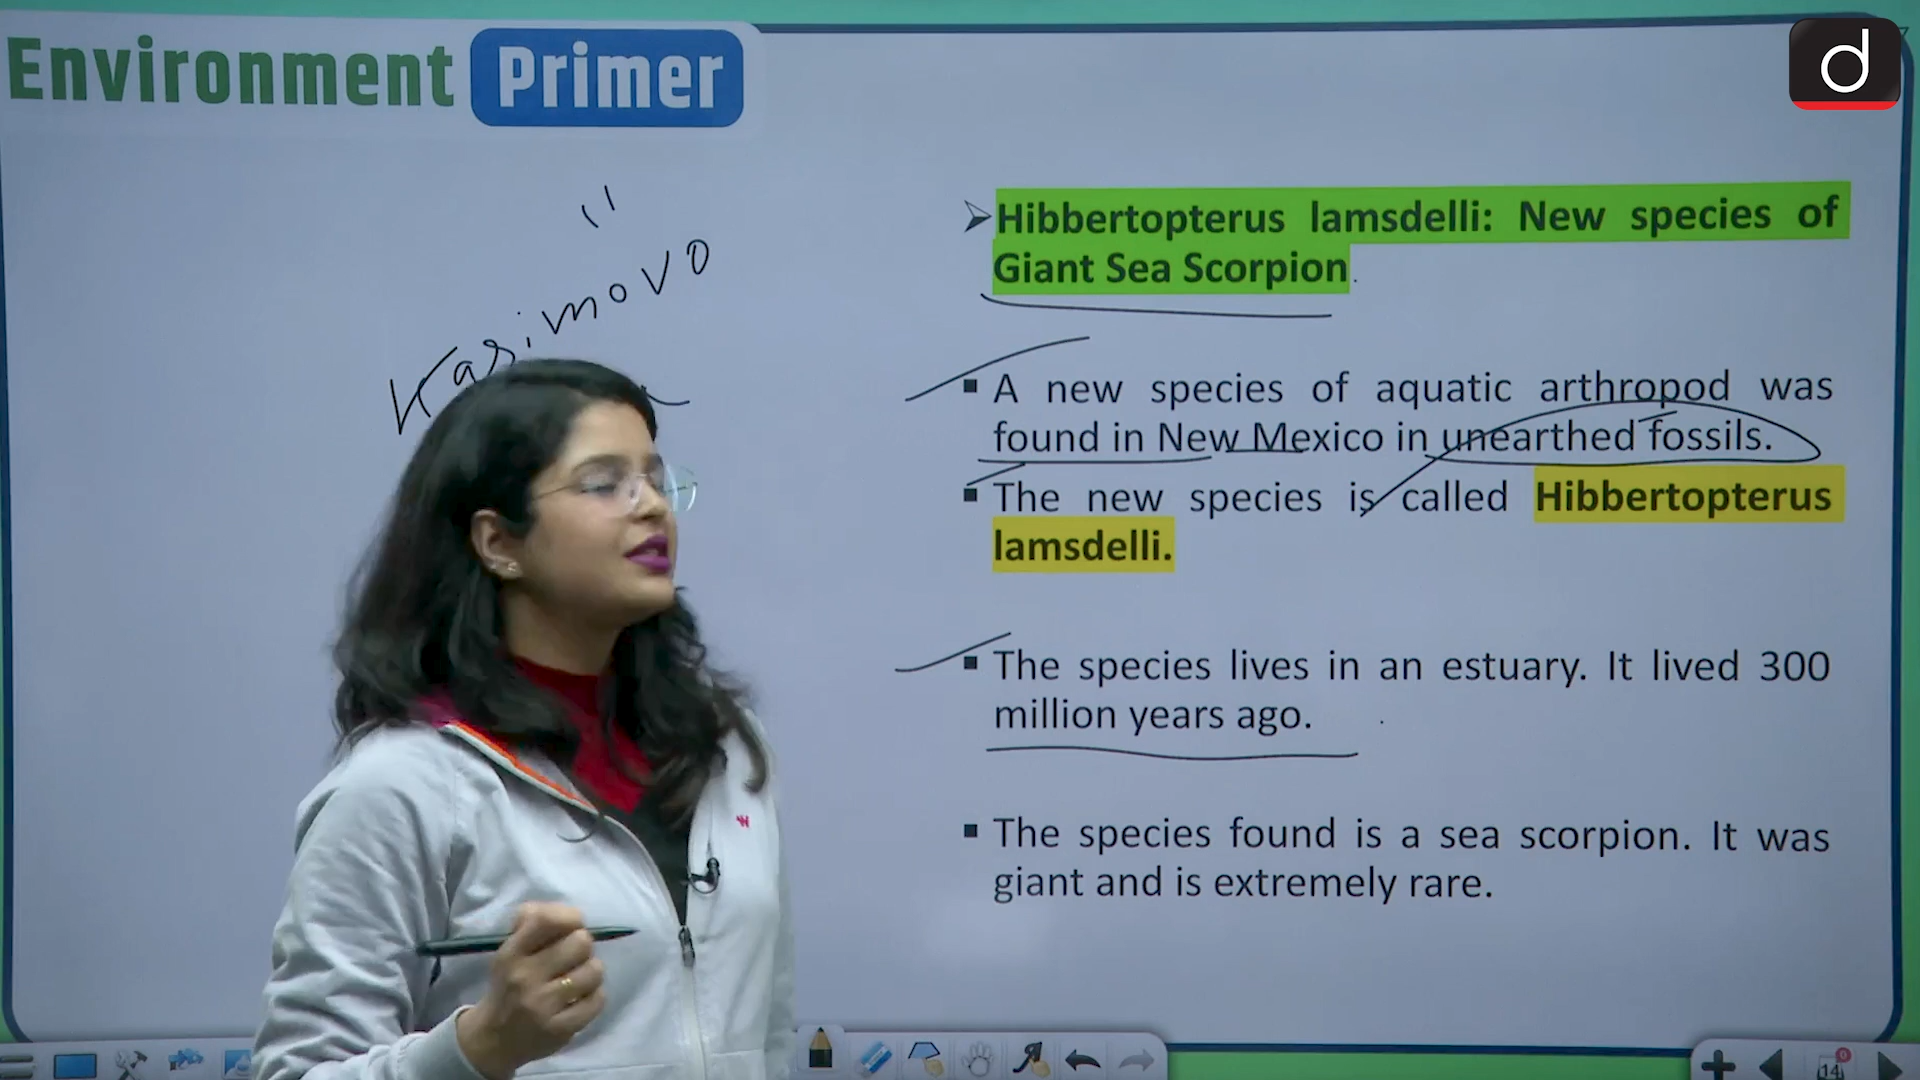 Environment Primer
d
Hibbertopterus lamsdelli: New species of
Giant Sea Scorpion.
▪ A new species of aquatic arthropod was
found in New Mexico in unearthed fossils.
▪ The new species is called Hibbertopterus
lamsdelli.
▪ The species lives in an estuary. It lived 300
million years ago.
▪ The species found is a sea scorpion. It was
giant and is extremely rare.
14